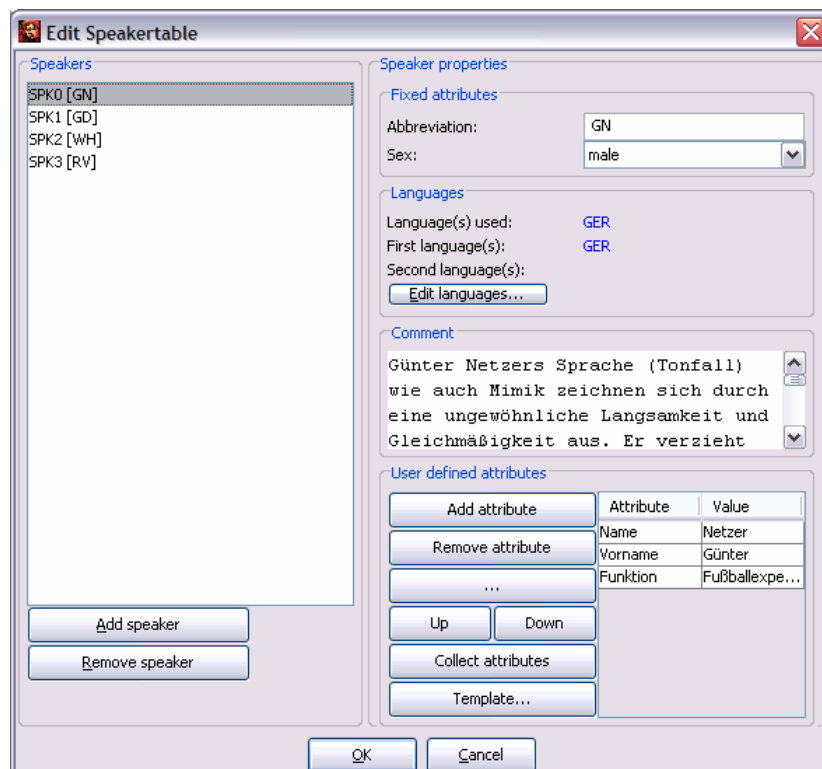 Edit Speakertable
Speakers
SPK0 [GN]
SPK1 [GD]
SPK2 [WH]
SPK3 [RV]
Add speaker
Remove speaker
Speaker properties
Fixed attributes
Abbreviation: GN
Sex: male
Languages
Language(s) used: GER
First language(s): GER
Second language(s):
Edit languages...
Comment
Günter Netzers Sprache (Tonfall)
wie auch Mimik zeichnen sich durch
eine ungewöhnliche Langsamkeit und
Gleichmäßigkeit aus. Er verzieht
User defined attributes
Add attribute
Remove attribute
...
Up Down
Collect attributes
Template...
Attribute Value
Name Netzer
Vorname Günter
Funktion Fußballexpe...
OK Cancel